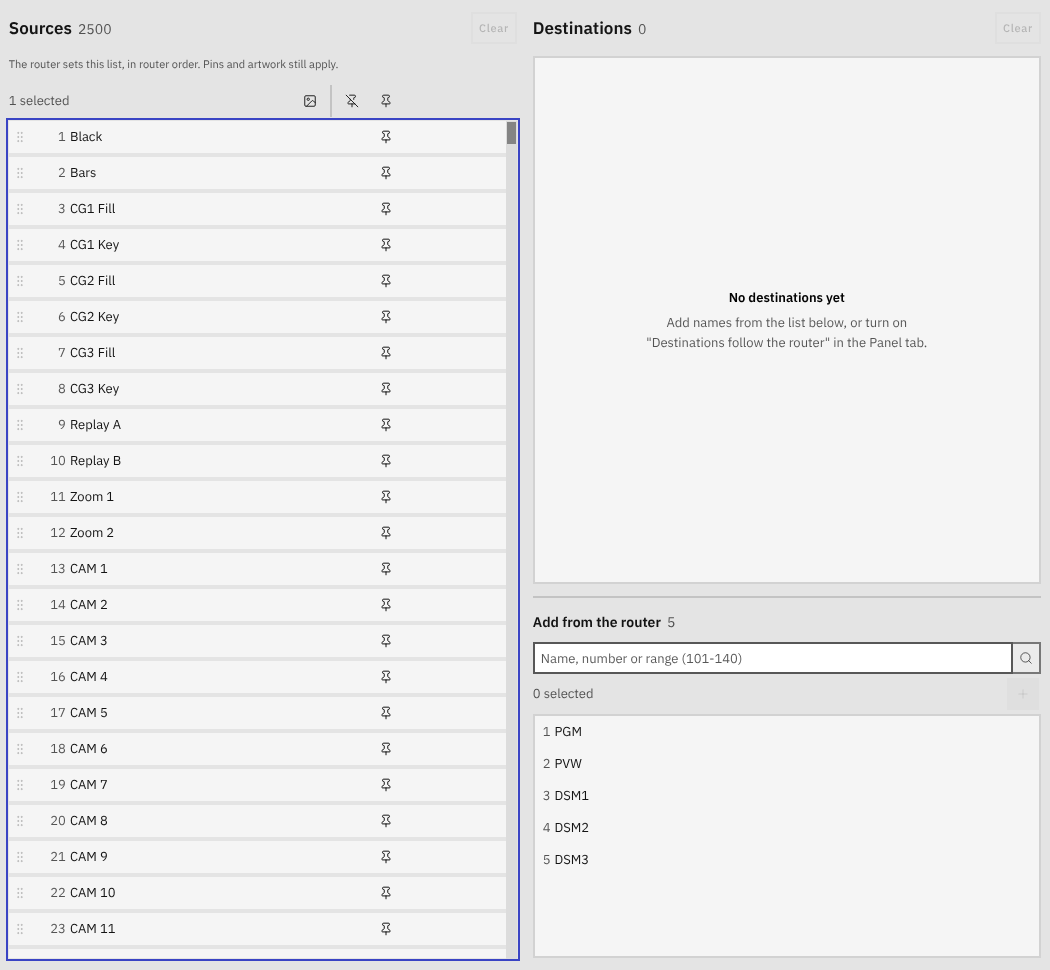 Sources 2500
Clear
The router sets this list, in router order. Pins and artwork still apply.
1 selected
1 Black
2 Bars
3 CG1 Fill
4 CG1 Key
5 CG2 Fill
6 CG2 Key
7 CG3 Fill
8 CG3 Key
9 Replay A
10 Replay B
11 Zoom 1
12 Zoom 2
13 CAM 1
14 CAM 2
15 CAM 3
16 CAM 4
17 CAM 5
18 CAM 6
19 CAM 7
20 CAM 8
21 CAM 9
22 CAM 10
23 CAM 11
Destinations 0
Clear
No destinations yet
Add names from the list below, or turn on
"Destinations follow the router" in the Panel tab.
Add from the router 5
Name, number or range (101-140)
0 selected
1 PGM
2 PVW
3 DSM1
4 DSM2
5 DSM3